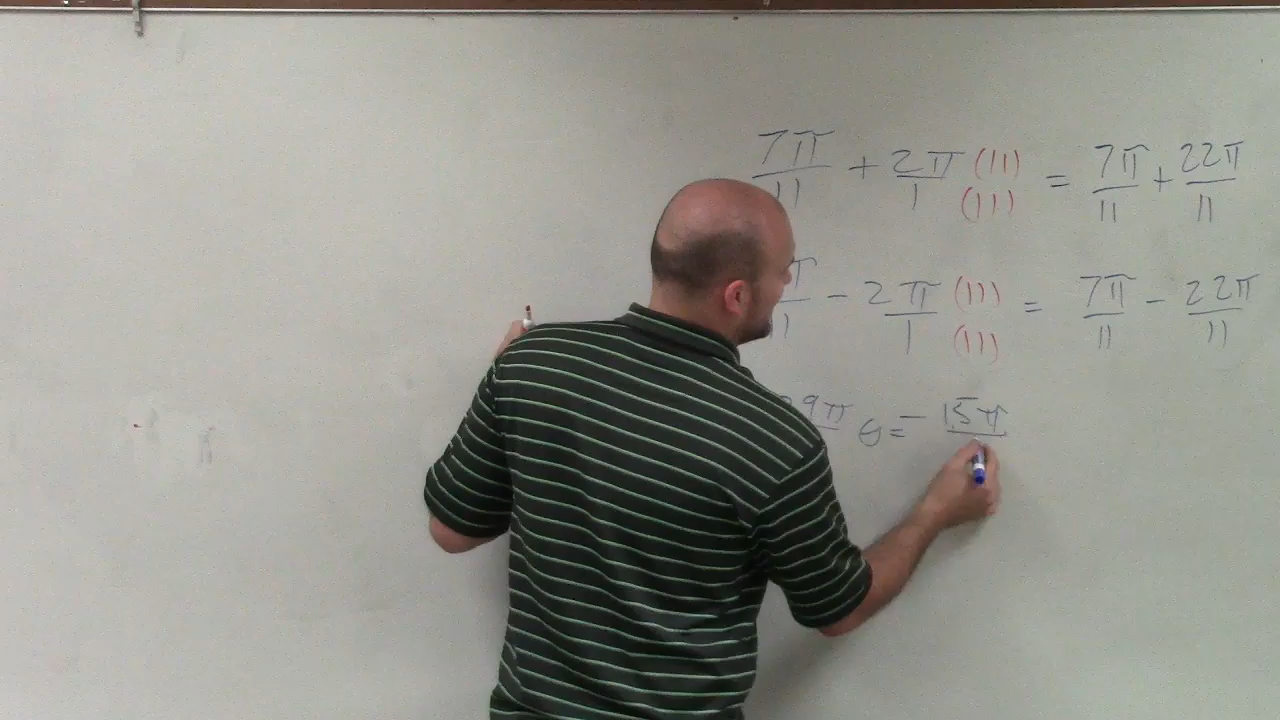 7π/11 + 2π/1 (11)/(11) = 7π/11 + 22π/11
- 2π/1 (11)/(11) = 7π/11 - 22π/11
9π θ = - 15π